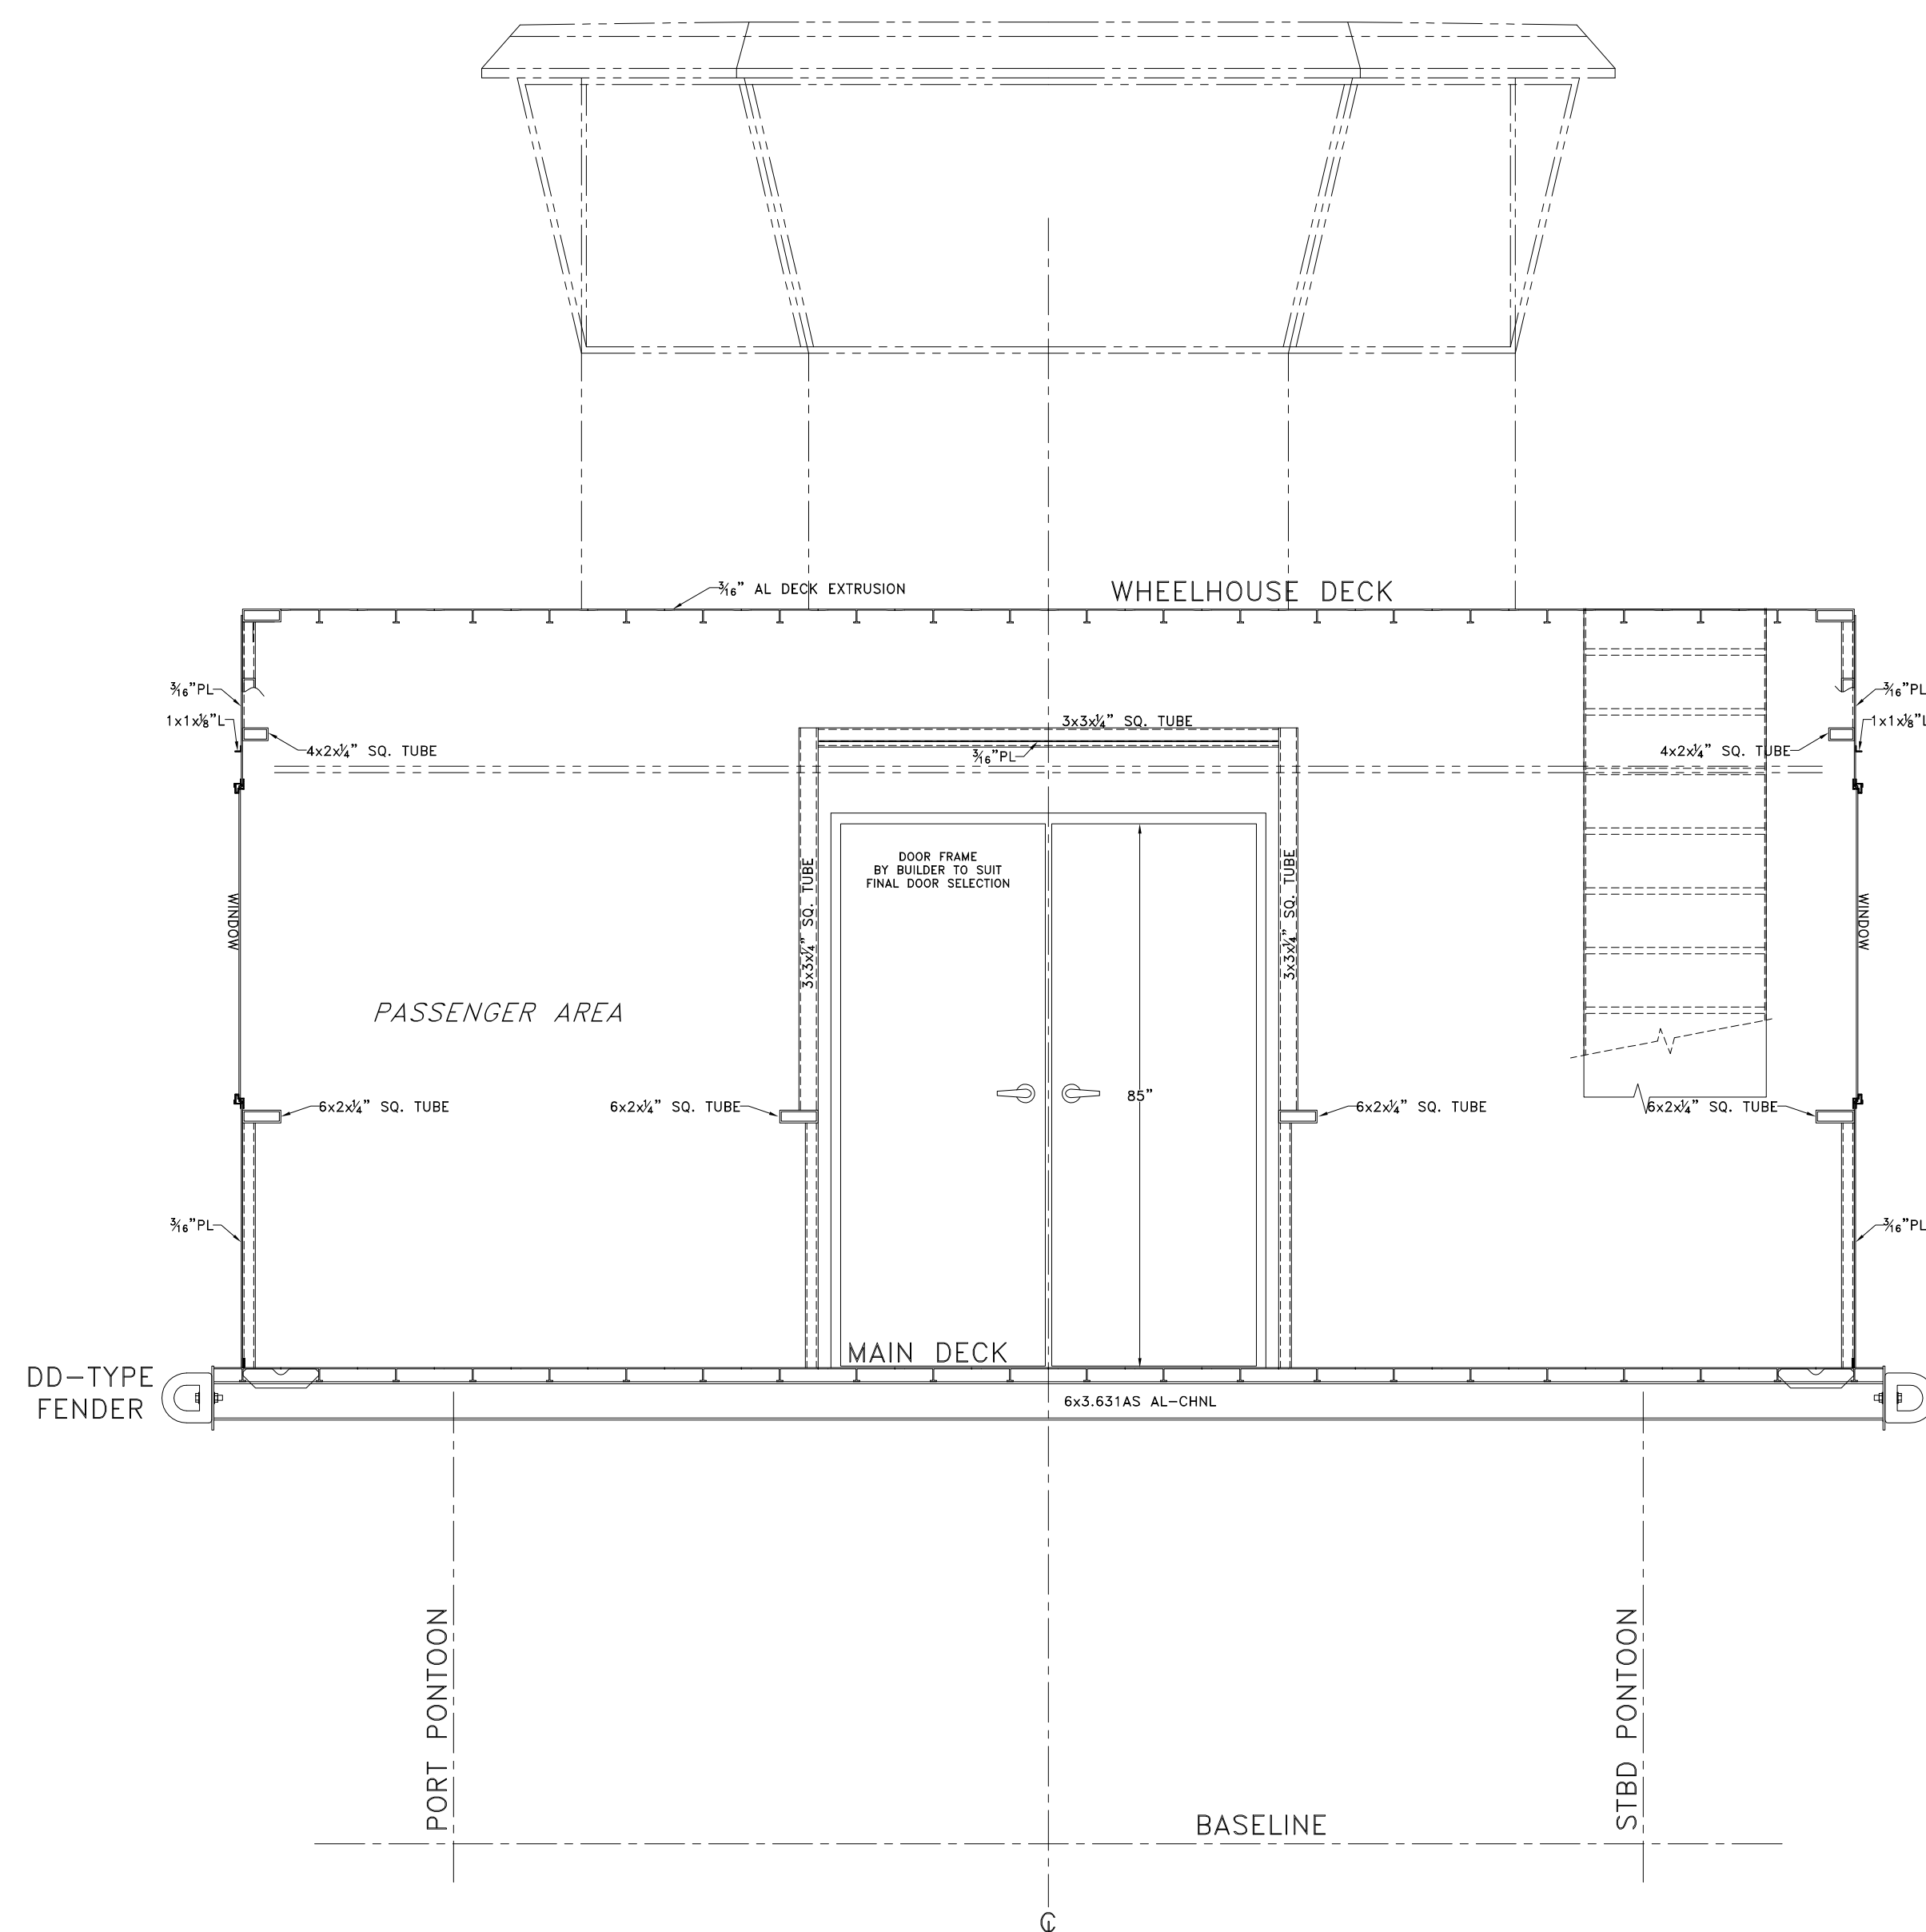 3/16" AL DECK EXTRUSION
WHEELHOUSE DECK
3/16"PL
3/16"PL
1x1x1/8"L
3x3x1/4" SQ. TUBE
1x1x1/8"L
4x2x1/4" SQ. TUBE
3/16"PL
4x2x1/4" SQ. TUBE
DOOR FRAME
BY BUILDER TO SUIT
FINAL DOOR SELECTION
3x3x1/4" SQ. TUBE
3x3x1/4" SQ. TUBE
WINDOW
WINDOW
PASSENGER AREA
85"
6x2x1/4" SQ. TUBE
6x2x1/4" SQ. TUBE
6x2x1/4" SQ. TUBE
6x2x1/4" SQ. TUBE
3/16"PL
3/16"PL
MAIN DECK
DD-TYPE
FENDER
6x3.631AS AL-CHNL
PORT PONTOON
STBD PONTOON
BASELINE
℄